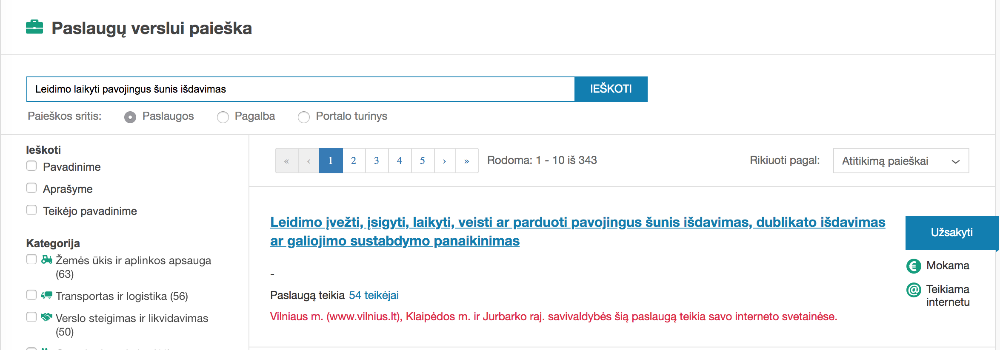 Paslaugų verslui paieška
Leidimo laikyti pavojingus šunis išdavimas
IEŠKOTI
Paieškos sritis: Paslaugos Pagalba Portalo turinys
Ieškoti
Pavadinime
Aprašyme
Teikėjo pavadinime
Kategorija
Žemės ūkis ir aplinkos apsauga
(63)
Transportas ir logistika (56)
Verslo steigimas ir likvidavimas
(50)
« ‹ 1 2 3 4 5 › » Rodoma: 1 - 10 iš 343
Rikiuoti pagal: Atitikimą paieškai
Leidimo įvežti, įsigyti, laikyti, veisti ar parduoti pavojingus šunis išdavimas, dublikato išdavimas
ar galiojimo sustabdymo panaikinimas
-
Paslaugą teikia 54 teikėjai
Vilniaus m. (www.vilnius.lt), Klaipėdos m. ir Jurbarko raj. savivaldybės šią paslaugą teikia savo interneto svetainėse.
Užsakyti
€ Mokama
@ Teikiama
internetu